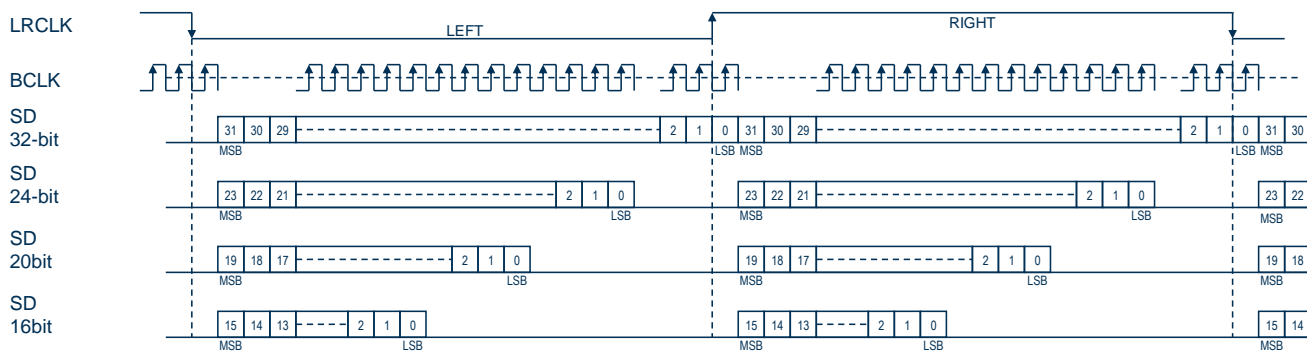 LRCLK LEFT RIGHT
BCLK
SD
32-bit
31 30 29 2 1 0 31 30 29 2 1 0 31 30
MSB LSB MSB LSB MSB
SD
24-bit
23 22 21 2 1 0 23 22 21 2 1 0 23 22
MSB LSB MSB LSB MSB
SD
20bit
19 18 17 2 1 0 19 18 17 2 1 0 19 18
MSB LSB MSB LSB MSB
SD
16bit
15 14 13 2 1 0 15 14 13 2 1 0 15 14
MSB LSB MSB LSB MSB